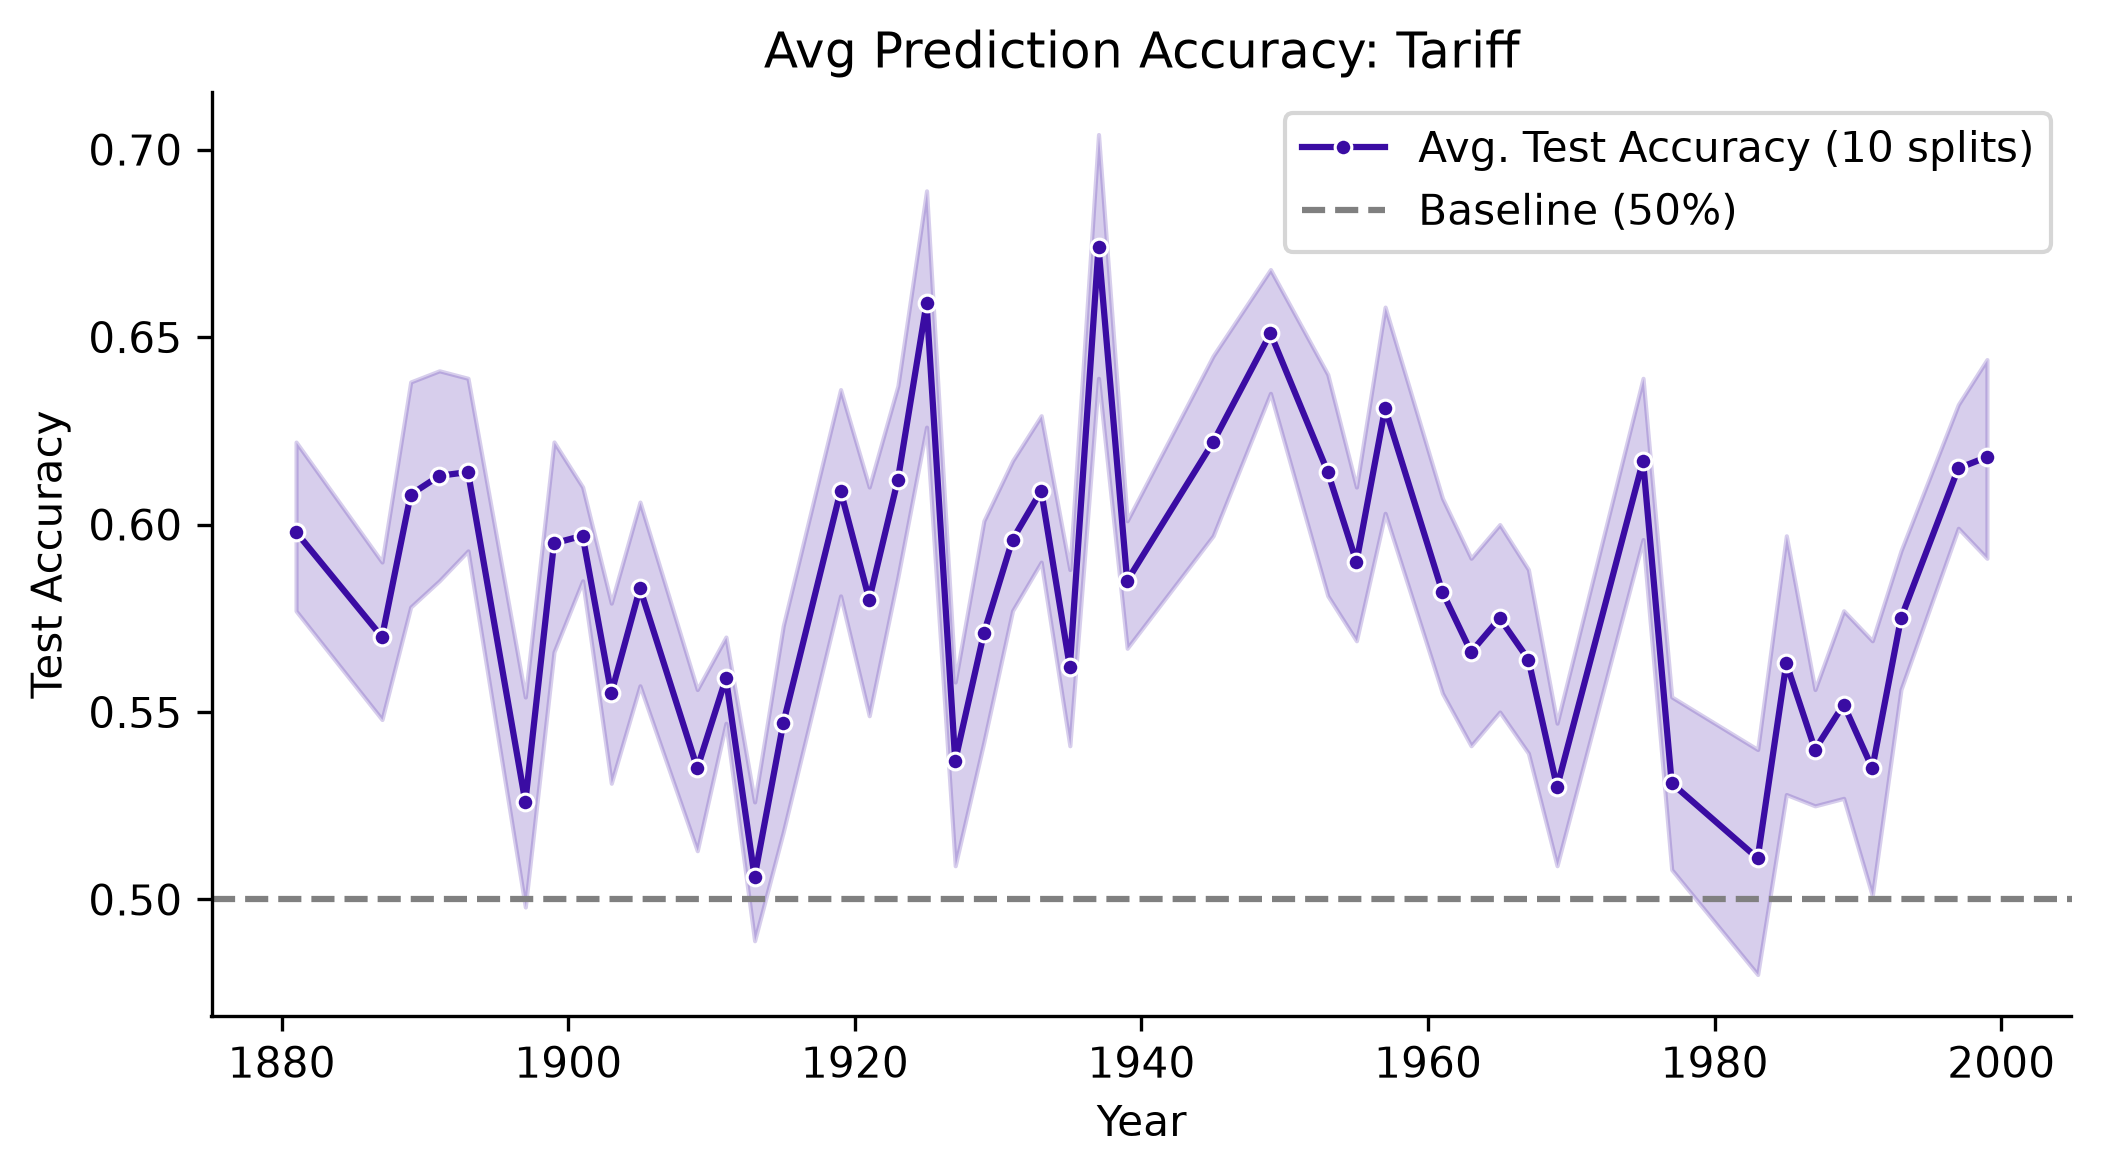 Avg Prediction Accuracy: Tariff
Avg. Test Accuracy (10 splits)
Baseline (50%)
Test Accuracy
0.70
0.65
0.60
0.55
0.50
1880 1900 1920 1940 1960 1980 2000
Year